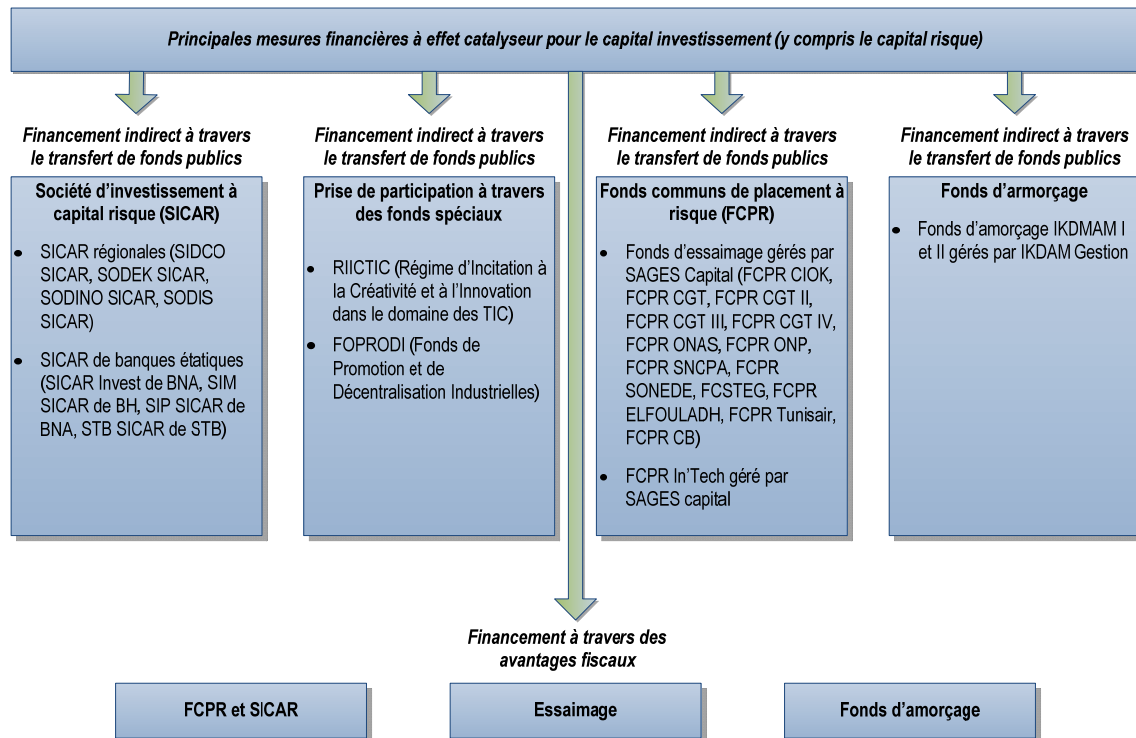 Principales mesures financières à effet catalyseur pour le capital investissement (y compris le capital risque)
Financement indirect à travers
le transfert de fonds publics
Société d'investissement à
capital risque (SICAR)
• SICAR régionales (SIDCO
SICAR, SODEK SICAR,
SODINO SICAR, SODIS
SICAR)
• SICAR de banques étatiques
(SICAR Invest de BNA, SIM
SICAR de BH, SIP SICAR de
BNA, STB SICAR de STB)
Financement indirect à travers
le transfert de fonds publics
Prise de participation à travers
des fonds spéciaux
• RIICTIC (Régime d'Incitation à
la Créativité et à l'Innovation
dans le domaine des TIC)
• FOPRODI (Fonds de
Promotion et de
Décentralisation Industrielles)
Financement indirect à travers
le transfert de fonds publics
Fonds communs de placement à
risque (FCPR)
• Fonds d'essaimage gérés par
SAGES Capital (FCPR CIOK,
FCPR CGT, FCPR CGT II,
FCPR CGT III, FCPR CGT IV,
FCPR ONAS, FCPR ONP,
FCPR SNCPA, FCPR
SONEDE, FCSTEG, FCPR
ELFOULADH, FCPR Tunisair,
FCPR CB)
• FCPR In'Tech géré par
SAGES capital
Financement indirect à travers
le transfert de fonds publics
Fonds d'armorçage
• Fonds d'amorçage IKDMAM I
et II gérés par IKDAM Gestion
Financement à travers des
avantages fiscaux
FCPR et SICAR
Essaimage
Fonds d'amorçage